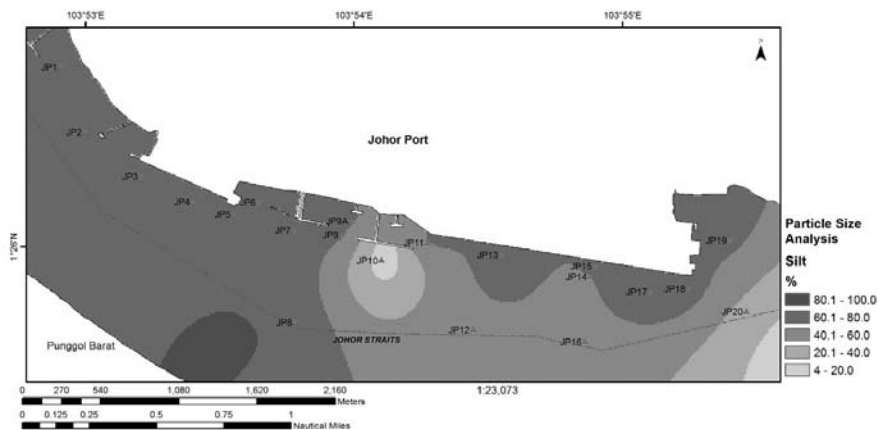 103°53'E 103°54'E 103°55'E
JP1
JP2
Johor Port
JP3
JP4
JP5
JP6
JP7
JP9A
JP9
JP11
JP10
JP13
JP15
JP14
JP17
JP18
JP19
1°26'N
JP8
JP12
JP16
JP20
Punggol Barat
JOHOR STRAITS
Particle Size
Analysis
Silt
%
80.1 - 100.0
60.1 - 80.0
40.1 - 60.0
20.1 - 40.0
4 - 20.0
0 270 540 1,080 1,620 2,160
Meters
1:23,073
0 0.125 0.25 0.5 0.75 1
Nautical Miles